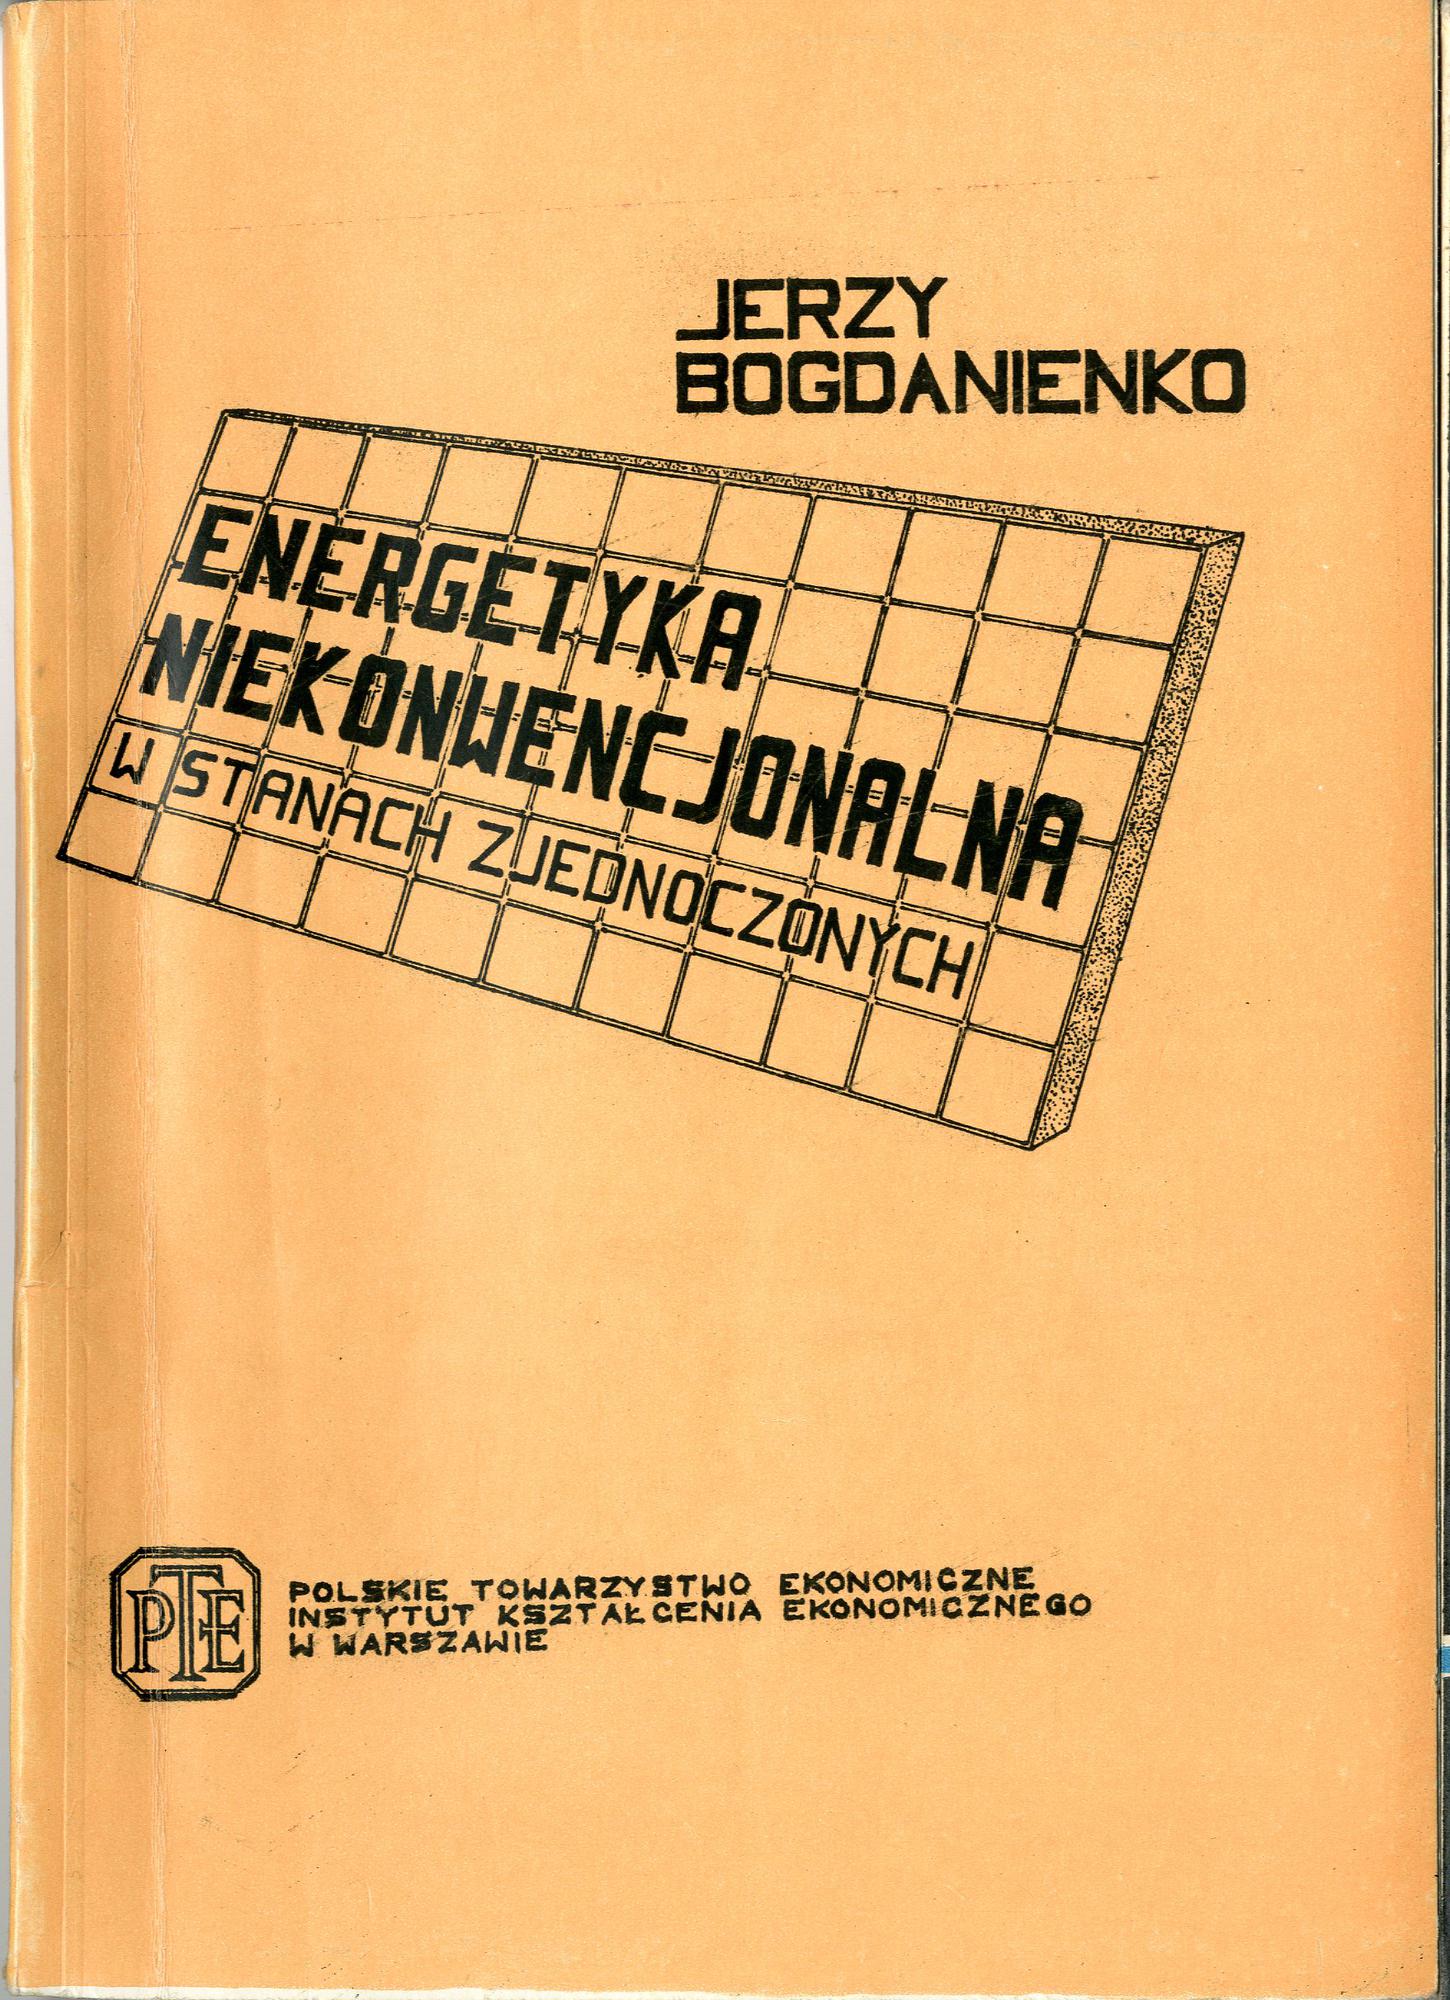 JERZY
BOGDANIENKO
ENERGETYKA
NIEKONWENCJONALNA
W STANACH ZJEDNOCZONYCH
PTE
POLSKIE TOWARZYSTWO EKONOMICZNE
INSTYTUT KSZTAŁCENIA EKONOMICZNEGO
W WARSZAWIE